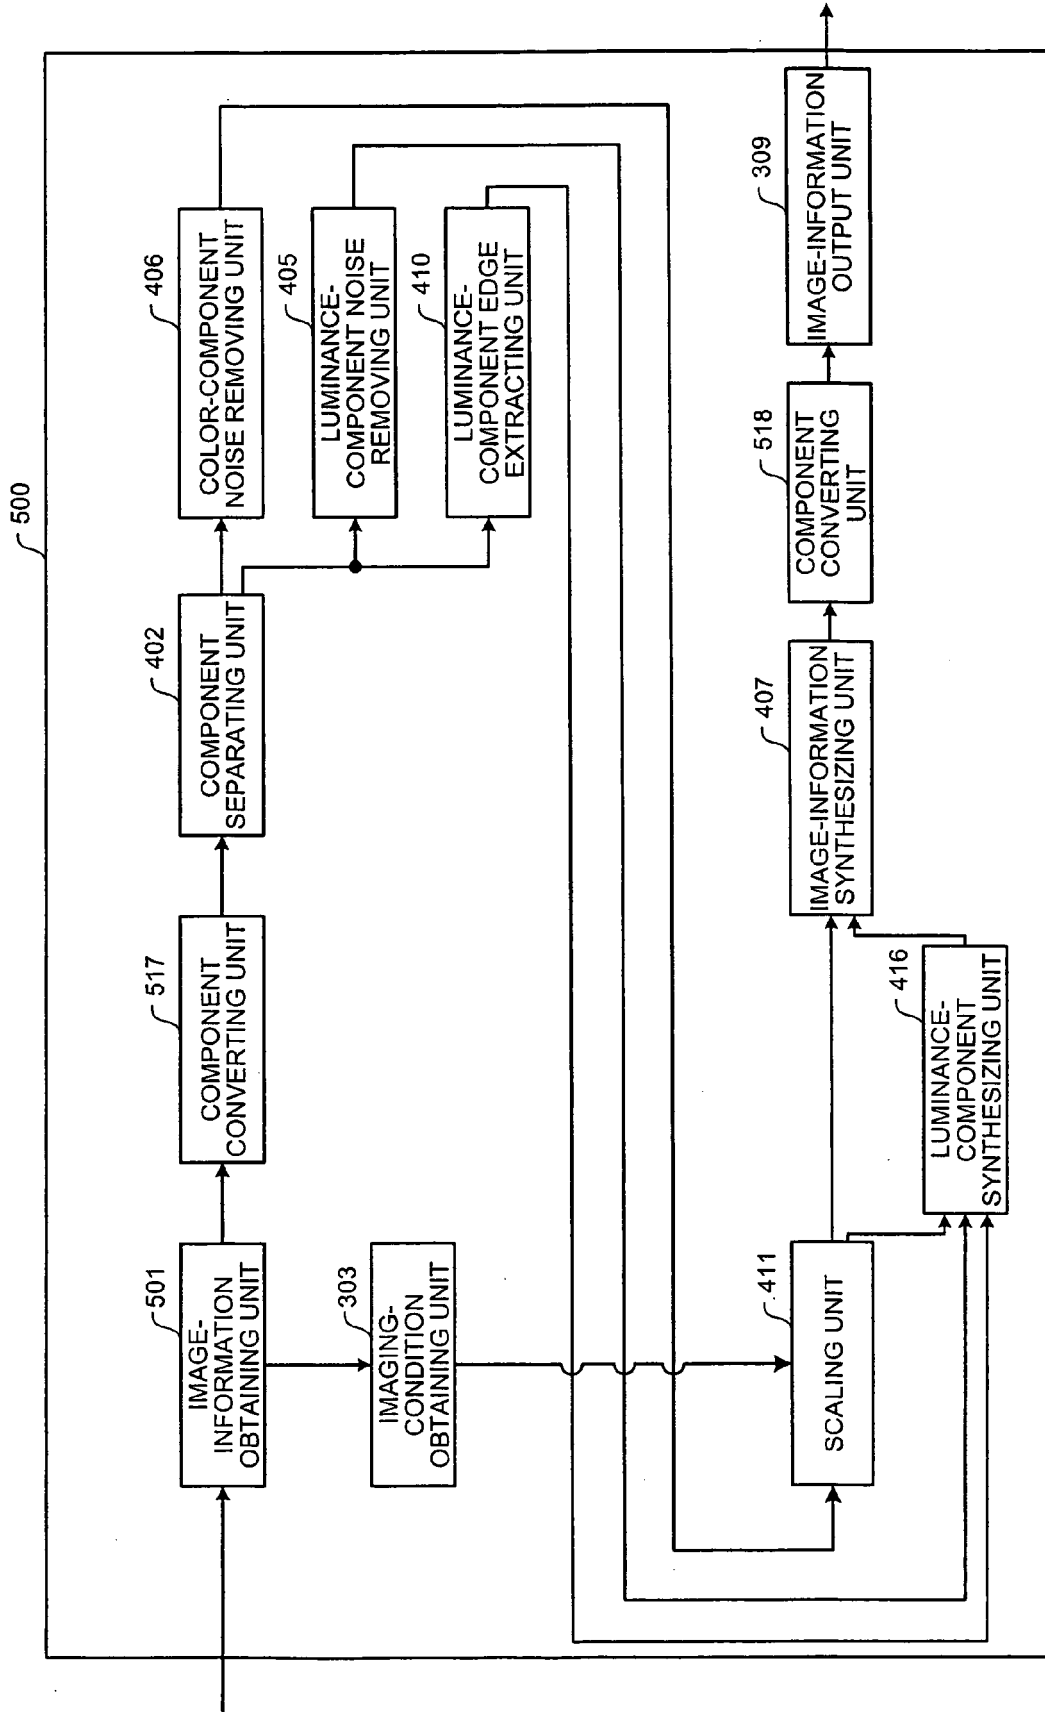 500
501
IMAGE-
INFORMATION
OBTAINING UNIT
517
COMPONENT
CONVERTING UNIT
402
COMPONENT
SEPARATING UNIT
406
COLOR-COMPONENT
NOISE REMOVING UNIT
303
IMAGING-
CONDITION
OBTAINING UNIT
405
LUMINANCE-
COMPONENT NOISE
REMOVING UNIT
410
LUMINANCE-
COMPONENT EDGE
EXTRACTING UNIT
411
SCALING UNIT
416
LUMINANCE-
COMPONENT
SYNTHESIZING UNIT
407
IMAGE-INFORMATION
SYNTHESIZING UNIT
518
COMPONENT
CONVERTING
UNIT
309
IMAGE-INFORMATION
OUTPUT UNIT